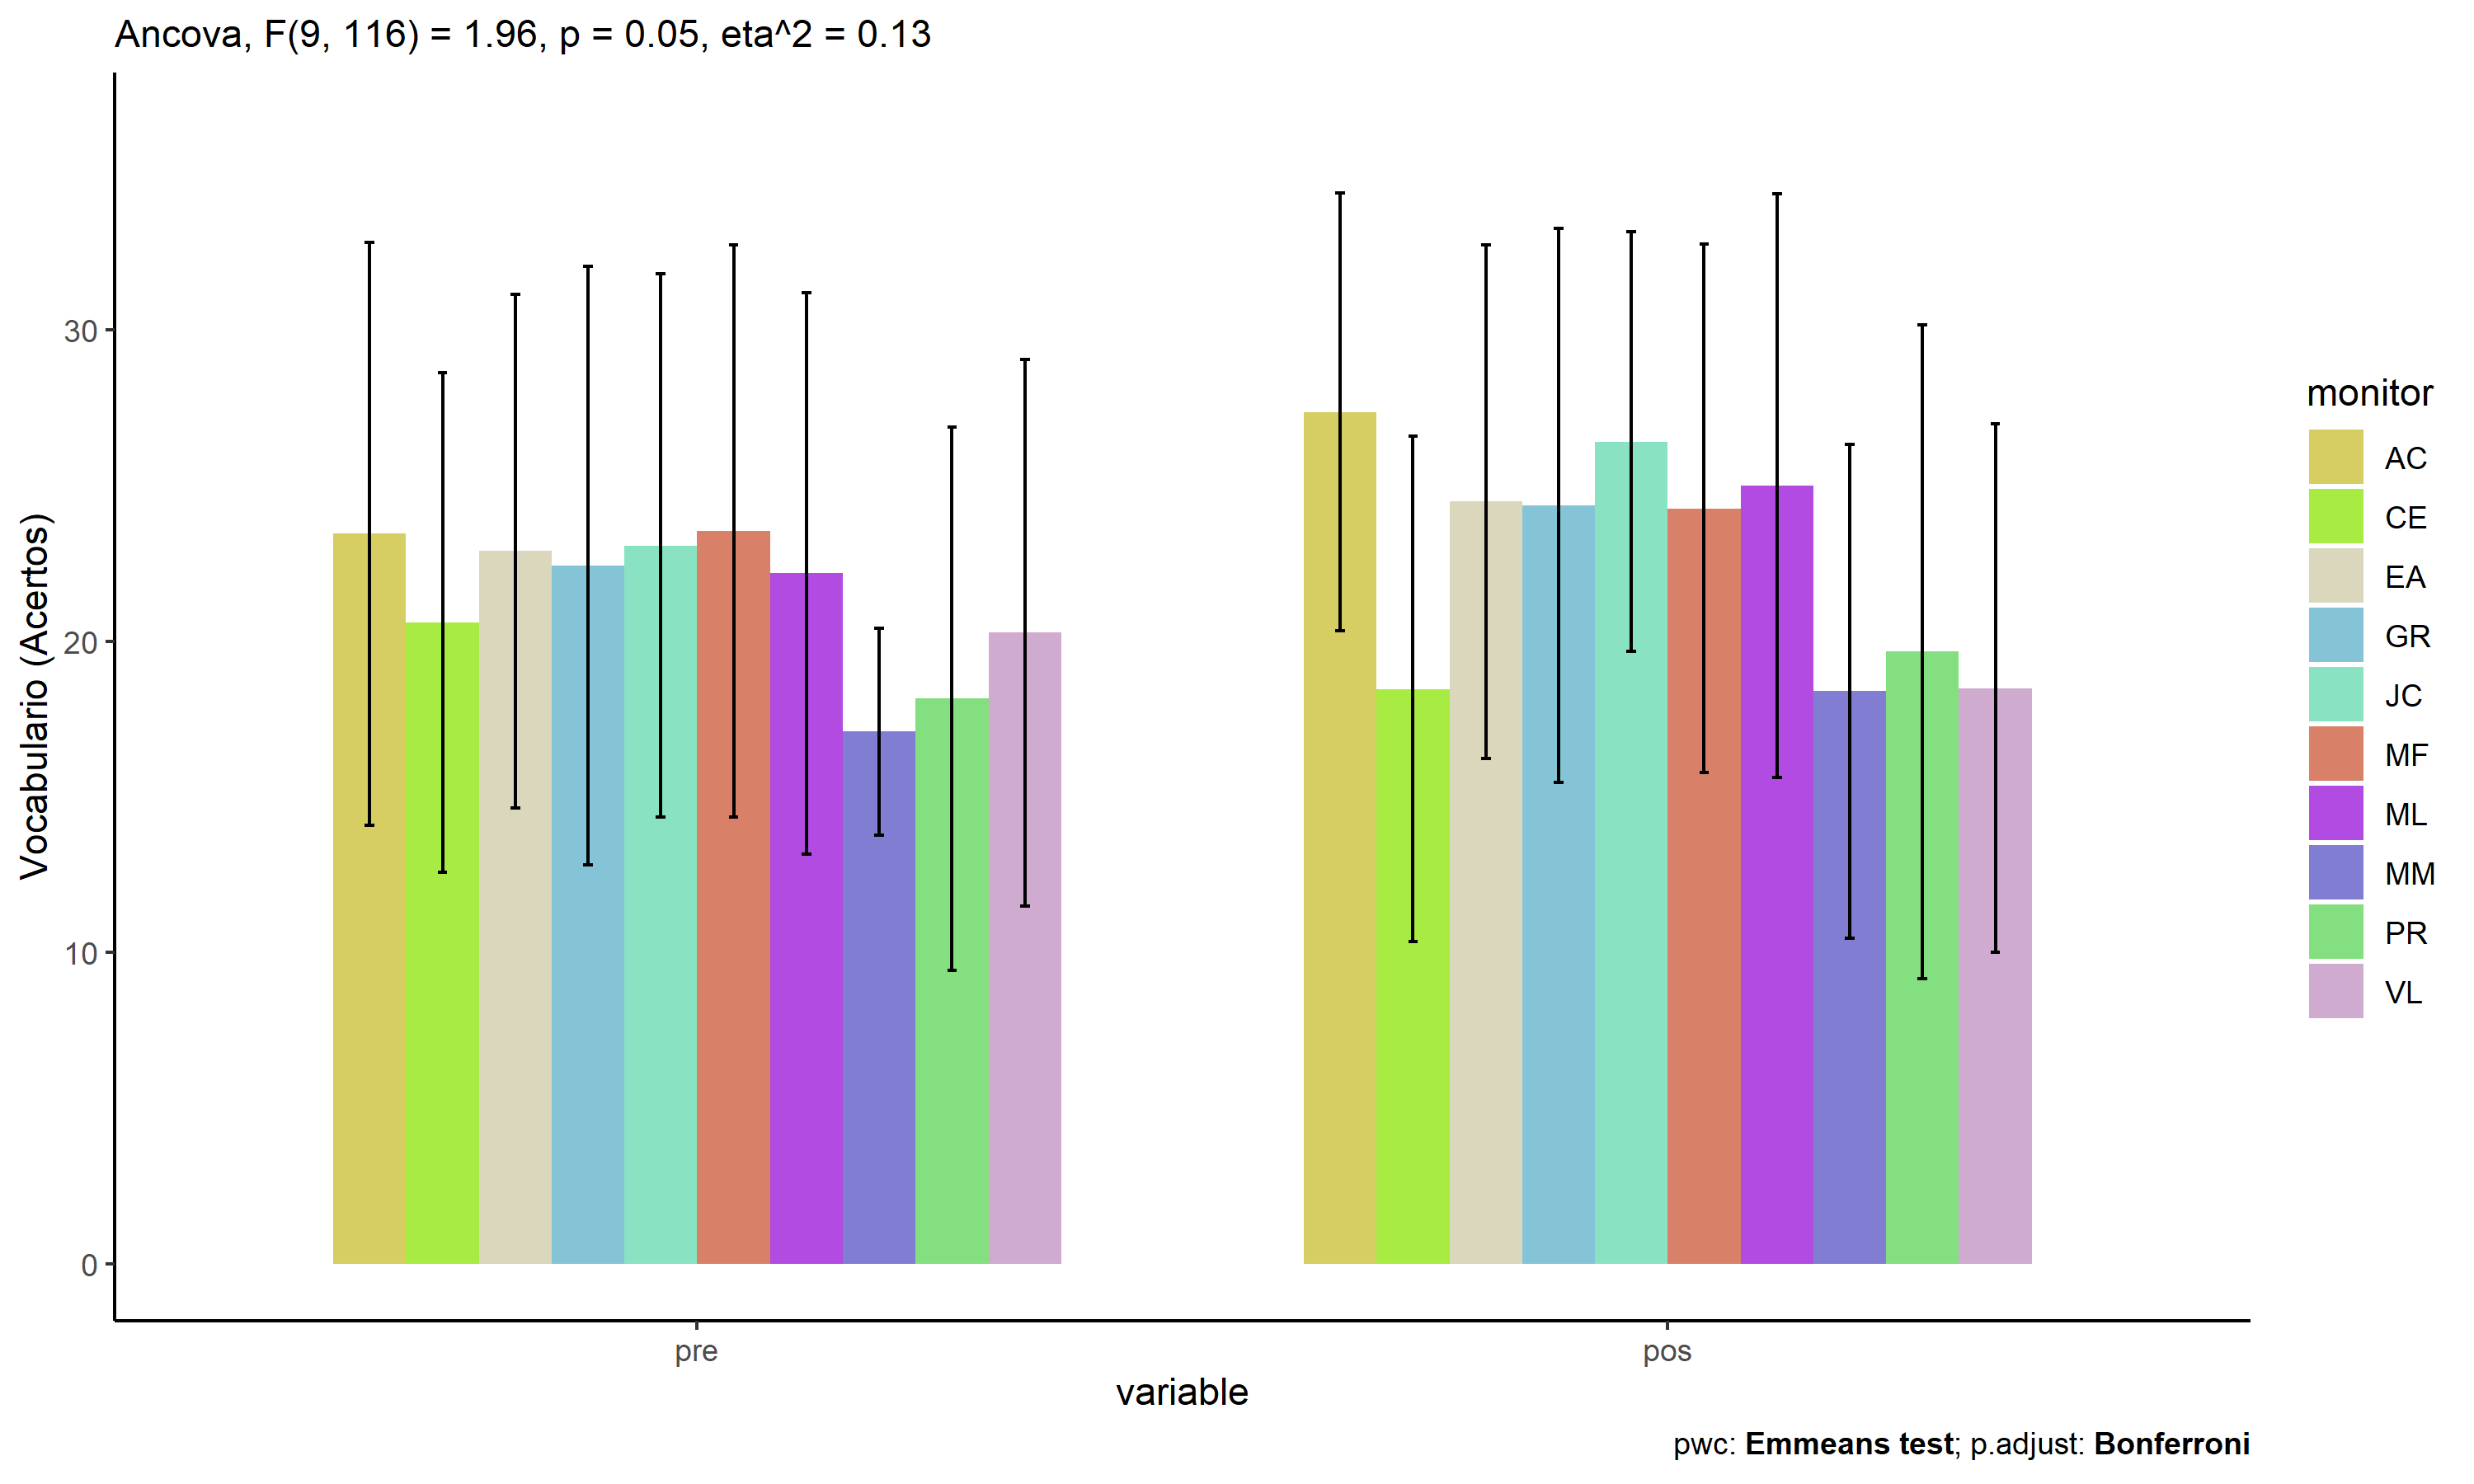 Ancova, F(9, 116) = 1.96, p = 0.05, eta^2 = 0.13
Vocabulario (Acertos)
30
20
10
0
pre
pos
variable
monitor
AC
CE
EA
GR
JC
MF
ML
MM
PR
VL
pwc: Emmeans test; p.adjust: Bonferroni